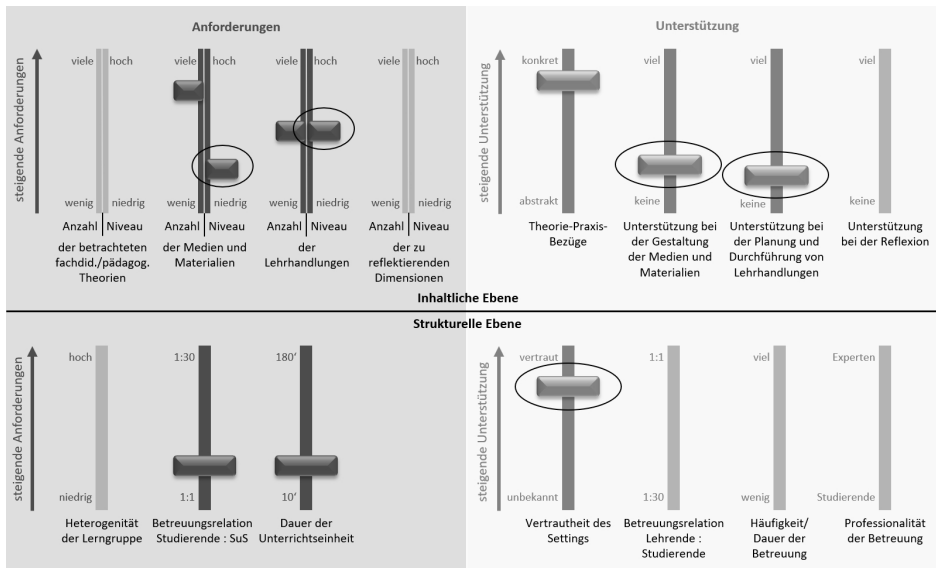 Anforderungen
steigende Anforderungen
viele hoch
wenig niedrig
Anzahl Niveau
der betrachteten
fachdid./pädagog.
Theorien
viele hoch
wenig niedrig
Anzahl Niveau
der Medien und
Materialien
viele hoch
wenig niedrig
Anzahl Niveau
der
Lehrhandlungen
viele hoch
wenig niedrig
Anzahl Niveau
der zu
reflektierenden
Dimensionen
Unterstützung
steigende Unterstützung
konkret
abstrakt
Theorie-Praxis-
Bezüge
viel
keine
Unterstützung bei
der Gestaltung
der Medien und
Materialien
viel
keine
Unterstützung bei
der Planung und
Durchführung von
Lehrhandlungen
viel
keine
Unterstützung
bei der Reflexion
Inhaltliche Ebene
Strukturelle Ebene
steigende Anforderungen
hoch
niedrig
Heterogenität
der Lerngruppe
1:30
1:1
Betreuungsrelation
Studierende : SuS
180‘
10‘
Dauer der
Unterrichtseinheit
steigende Unterstützung
vertraut
unbekannt
Vertrautheit des
Settings
1:1
1:30
Betreuungsrelation
Lehrende :
Studierende
viel
wenig
Häufigkeit/
Dauer der
Betreuung
Experten
Studierende
Professionalität
der Betreuung